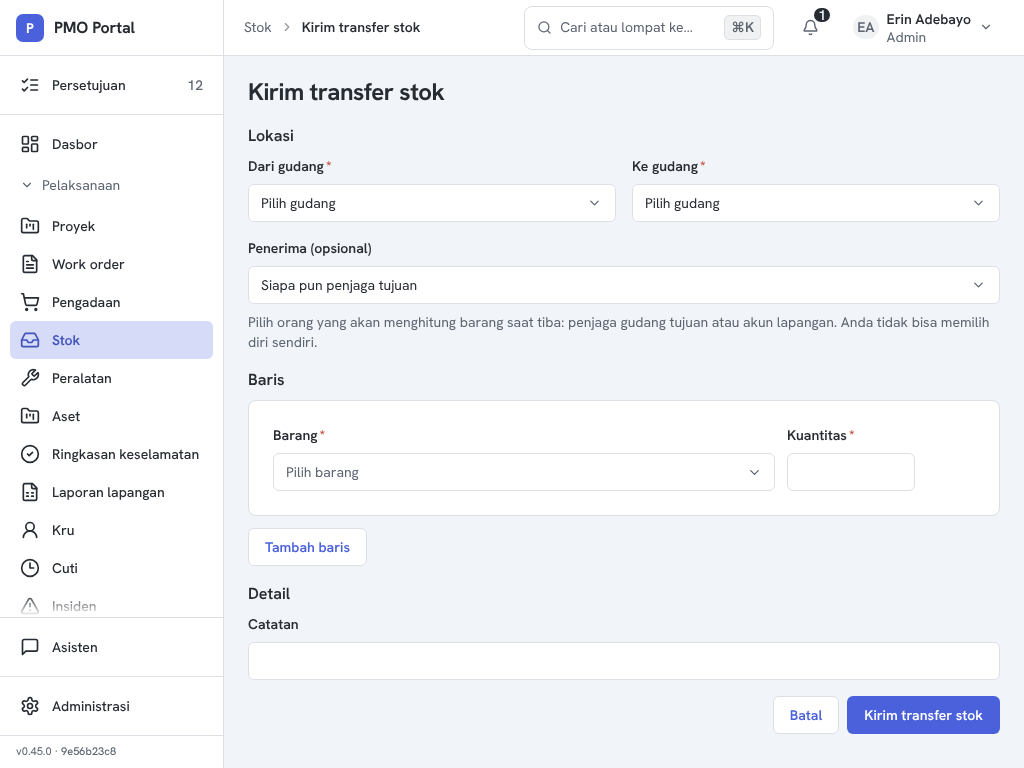 P PMO Portal
Persetujuan 12
Dasbor
Pelaksanaan
Proyek
Work order
Pengadaan
Stok
Peralatan
Aset
Ringkasan keselamatan
Laporan lapangan
Kru
Cuti
Insiden
Asisten
Administrasi
v0.45.0 · 9e56b23c8
Stok > Kirim transfer stok
Cari atau lompat ke... ⌘K
1
EA Erin Adebayo
Admin
Kirim transfer stok
Lokasi
Dari gudang* Ke gudang*
Pilih gudang Pilih gudang
Penerima (opsional)
Siapa pun penjaga tujuan
Pilih orang yang akan menghitung barang saat tiba: penjaga gudang tujuan atau akun lapangan. Anda tidak bisa memilih
diri sendiri.
Baris
Barang* Kuantitas*
Pilih barang
Tambah baris
Detail
Catatan
Batal Kirim transfer stok